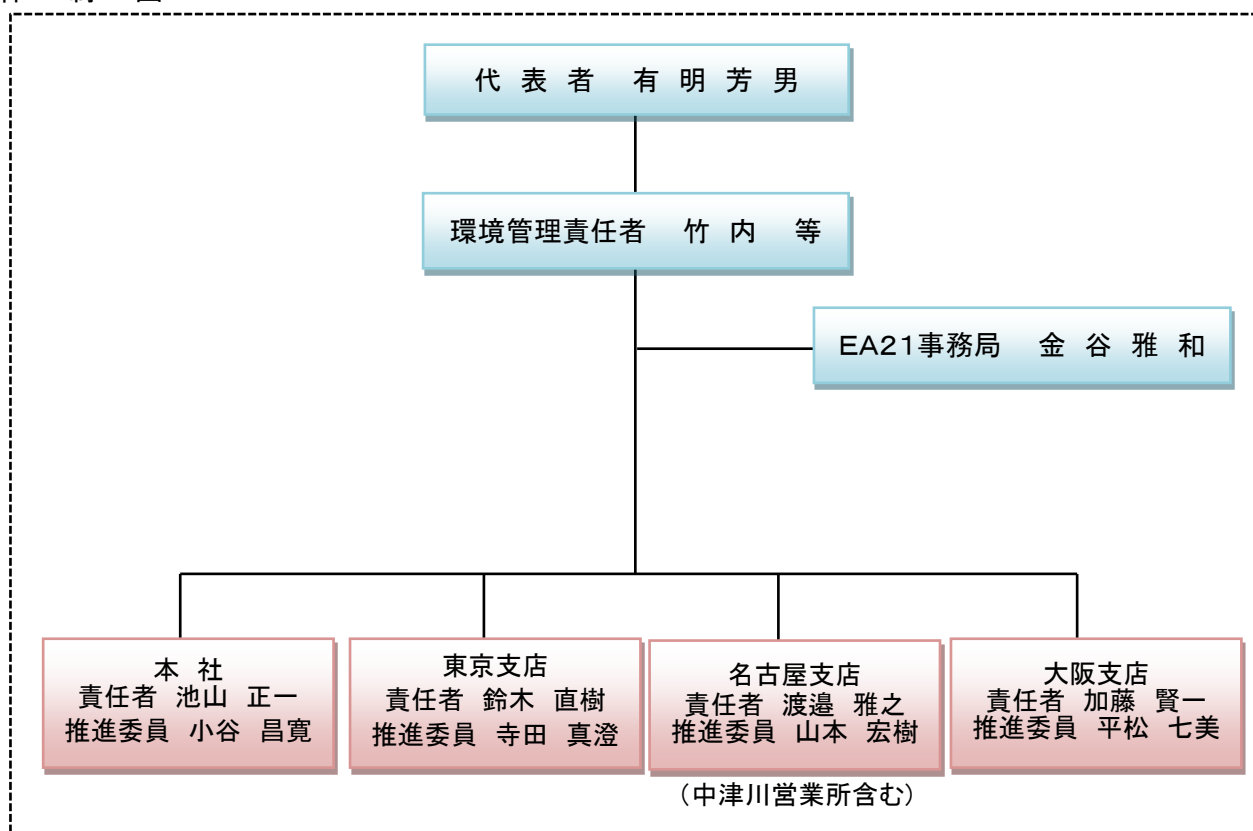 代 表 者　有 明 芳 男
環境管理責任者　竹 内　等
EA21事務局　金 谷 雅 和
本 社
責任者 池山 正一
推進委員 小谷 昌寛
東京支店
責任者 鈴木 直樹
推進委員 寺田 真澄
名古屋支店
責任者 渡邉 雅之
推進委員 山本 宏樹
（中津川営業所含む）
大阪支店
責任者 加藤 賢一
推進委員 平松 七美